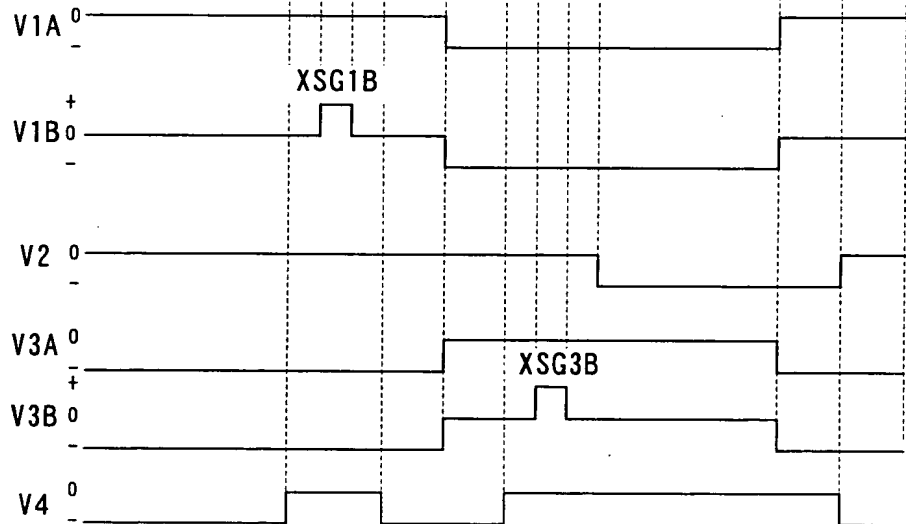 V1A 0
-
XSG1B
+
V1B 0
-
V2 0
-
V3A 0
-
XSG3B
+
V3B 0
-
V4 0
-